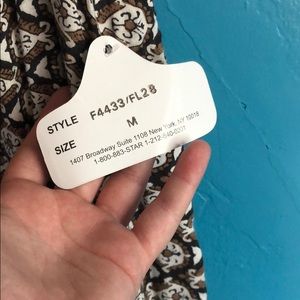 STYLE F4433/FL28
SIZE M
1407 Broadway Suite 1108 New York, NY 10018
1-800-883-STAR 1-212-840-0207